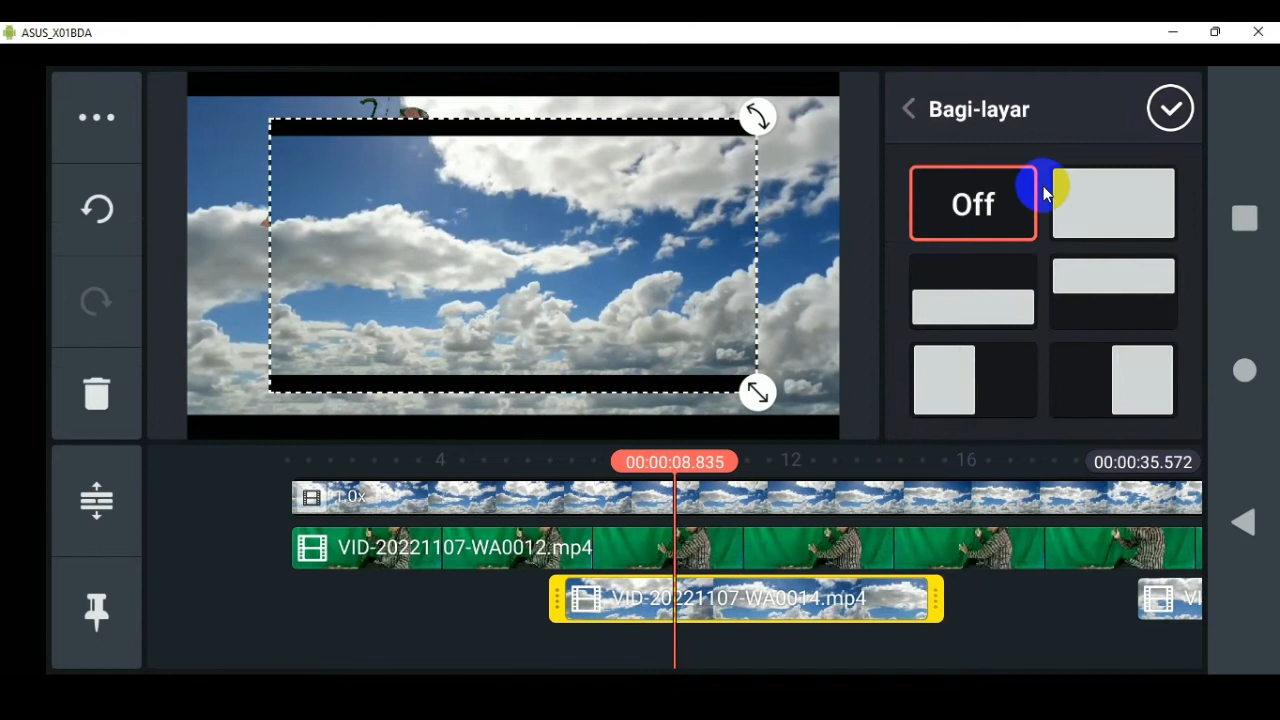 ASUS_X01BDA
Bagi-layar
Off
4
00:00:08.835
12
16
00:00:35.572
1.0x
VID-20221107-WA0012.mp4
VID-20221107-WA0014.mp4
VI